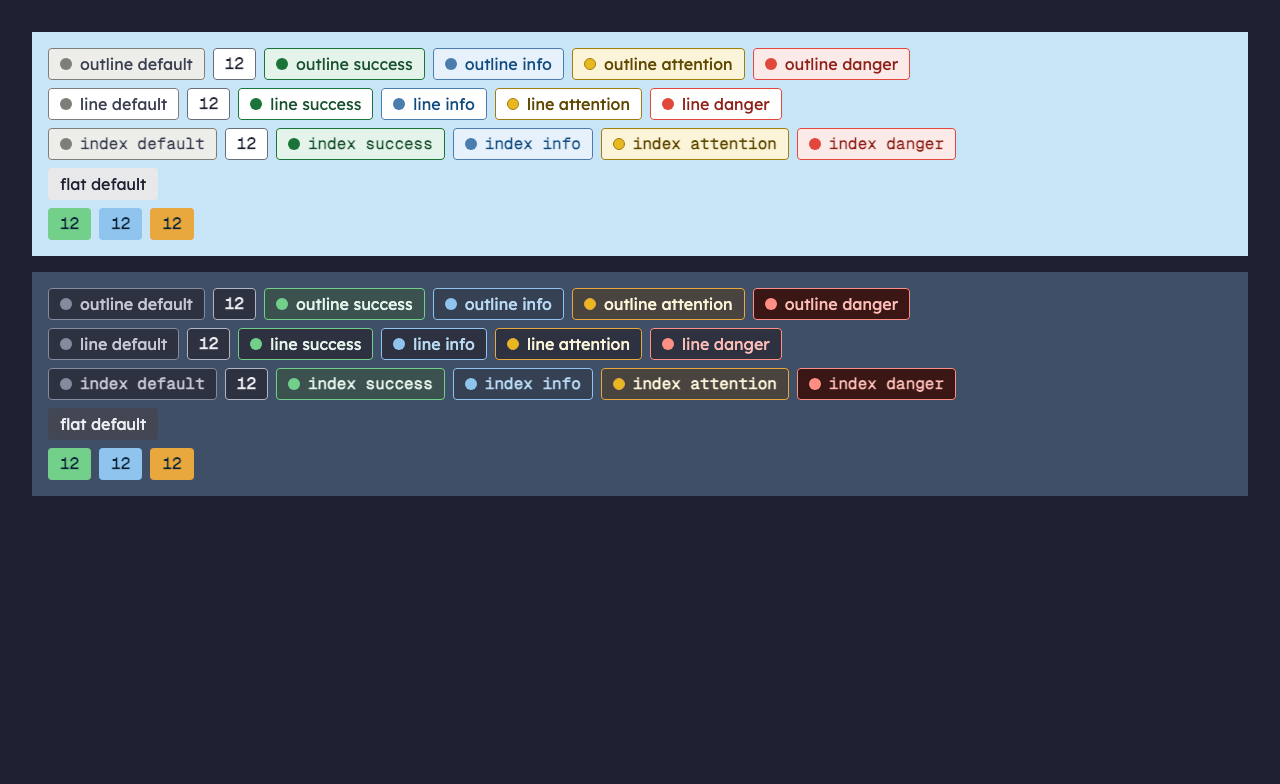 outline default 12 outline success outline info outline attention outline danger
line default 12 line success line info line attention line danger
index default 12 index success index info index attention index danger
flat default
12 12 12
outline default 12 outline success outline info outline attention outline danger
line default 12 line success line info line attention line danger
index default 12 index success index info index attention index danger
flat default
12 12 12